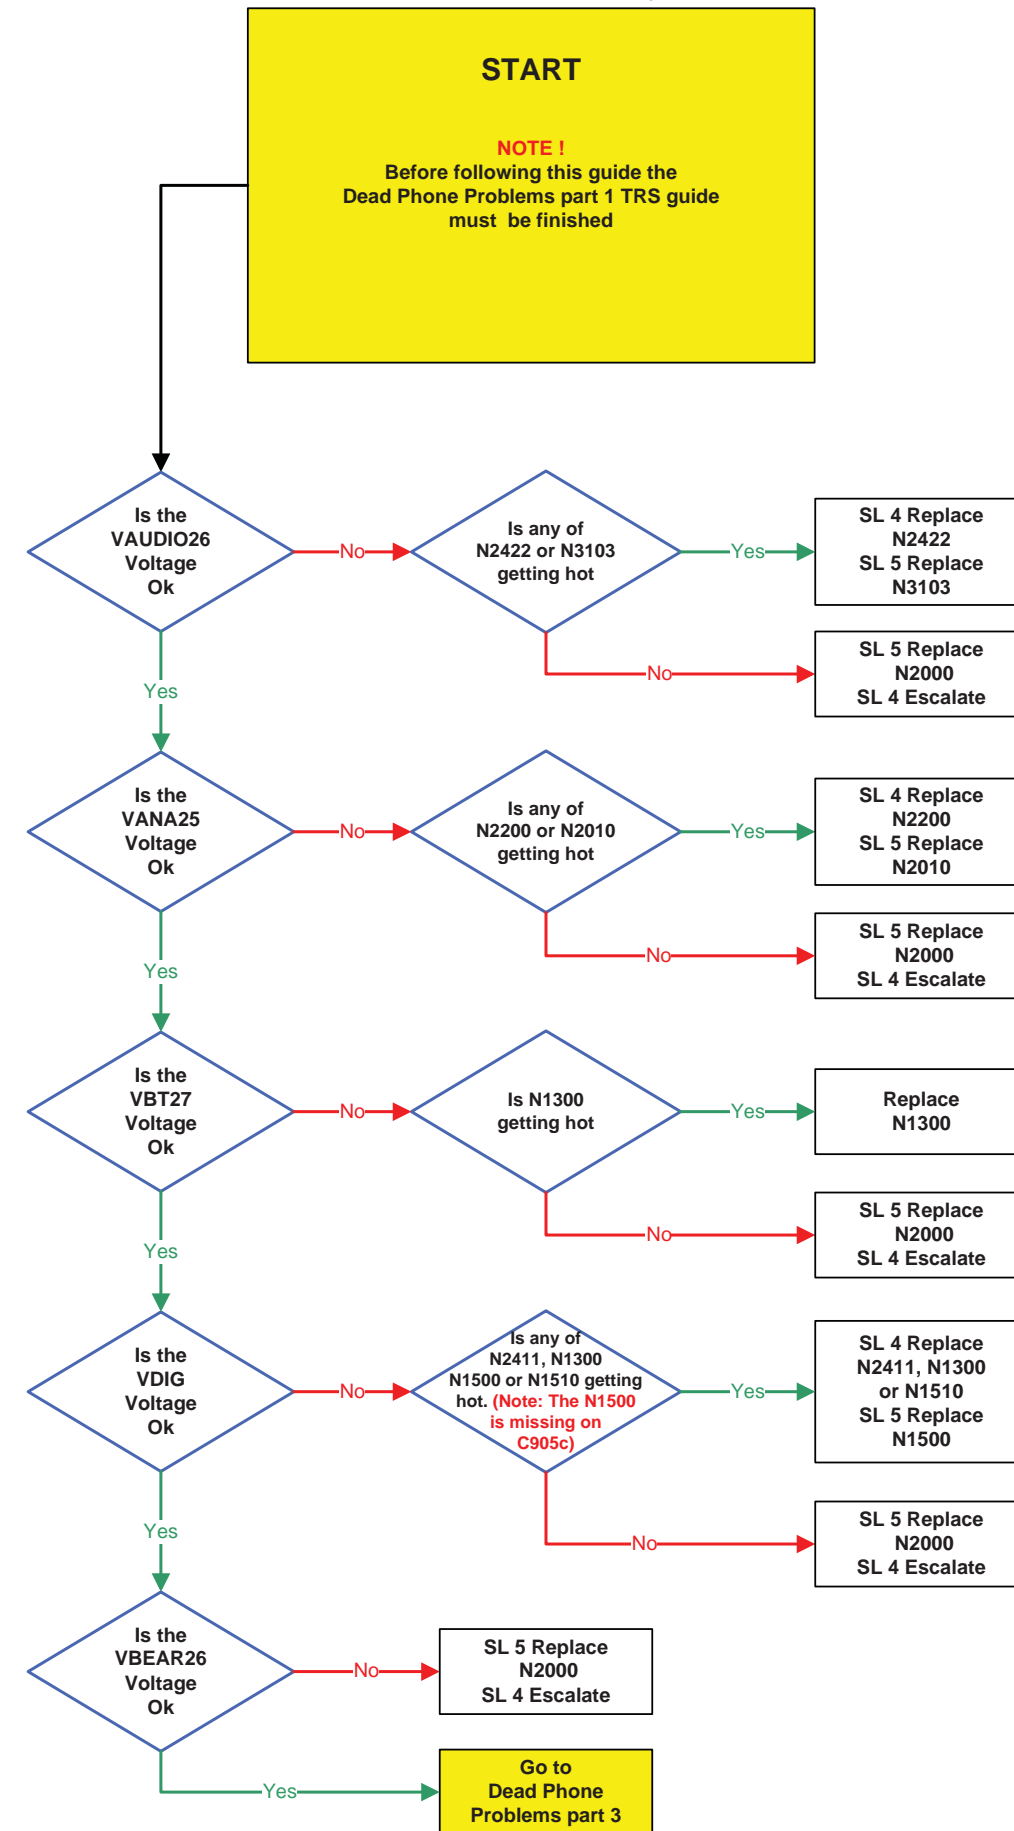 START
NOTE !
Before following this guide the
Dead Phone Problems part 1 TRS guide
must be finished
Is the
VAUDIO26
Voltage
Ok
No
Is any of
N2422 or N3103
getting hot
Yes
SL 4 Replace
N2422
SL 5 Replace
N3103
No
SL 5 Replace
N2000
SL 4 Escalate
Yes
Is the
VANA25
Voltage
Ok
No
Is any of
N2200 or N2010
getting hot
Yes
SL 4 Replace
N2200
SL 5 Replace
N2010
No
SL 5 Replace
N2000
SL 4 Escalate
Yes
Is the
VBT27
Voltage
Ok
No
Is N1300
getting hot
Yes
Replace
N1300
No
SL 5 Replace
N2000
SL 4 Escalate
Yes
Is the
VDIG
Voltage
Ok
No
Is any of
N2411, N1300
N1500 or N1510 getting
hot. (Note: The N1500
is missing on
C905c)
Yes
SL 4 Replace
N2411, N1300
or N1510
SL 5 Replace
N1500
No
SL 5 Replace
N2000
SL 4 Escalate
Yes
Is the
VBEAR26
Voltage
Ok
No
SL 5 Replace
N2000
SL 4 Escalate
Yes
Go to
Dead Phone
Problems part 3